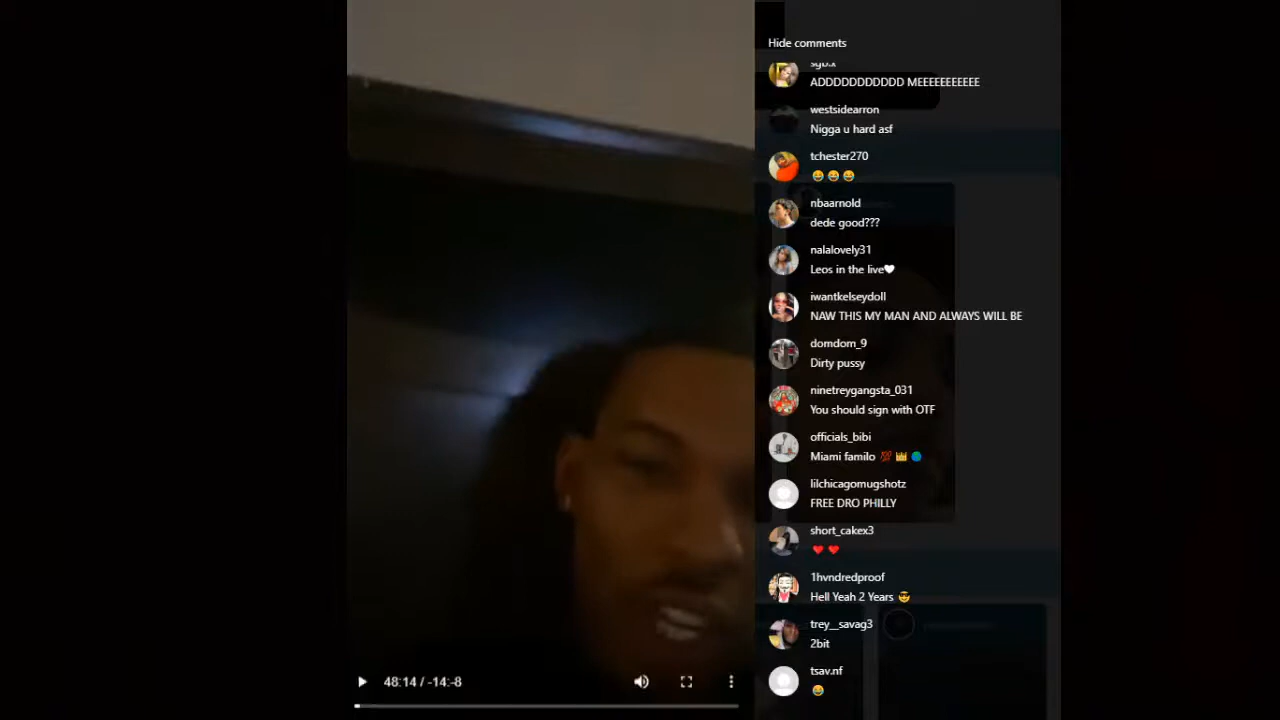 Hide comments
sgb.x
ADDDDDDDDDDD MEEEEEEEEEEE
westsidearron
Nigga u hard asf
tchester270
😂 😂 😂
nbaarnold
dede good???
nalalovely31
Leos in the live🤍
iwantkelseydoll
NAW THIS MY MAN AND ALWAYS WILL BE
domdom_9
Dirty pussy
ninetreygangsta_031
You should sign with OTF
officials_bibi
Miami familo 💯 👑 🌎
lilchicagomugshotz
FREE DRO PHILLY
short_cakex3
❤️ ❤️
1hvndredproof
Hell Yeah 2 Years 😎
trey__savag3
2bit
tsav.nf
😂
48:14 / -14:-8